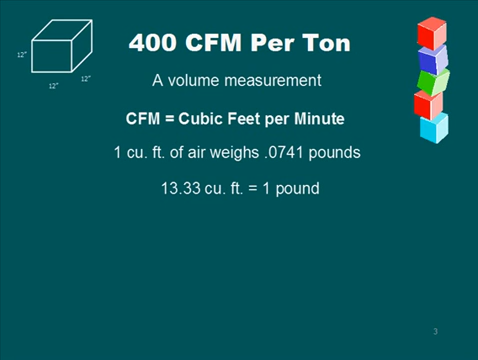 400 CFM Per Ton
12"
12"
12"
A volume measurement
CFM = Cubic Feet per Minute
1 cu. ft. of air weighs .0741 pounds
13.33 cu. ft. = 1 pound
3